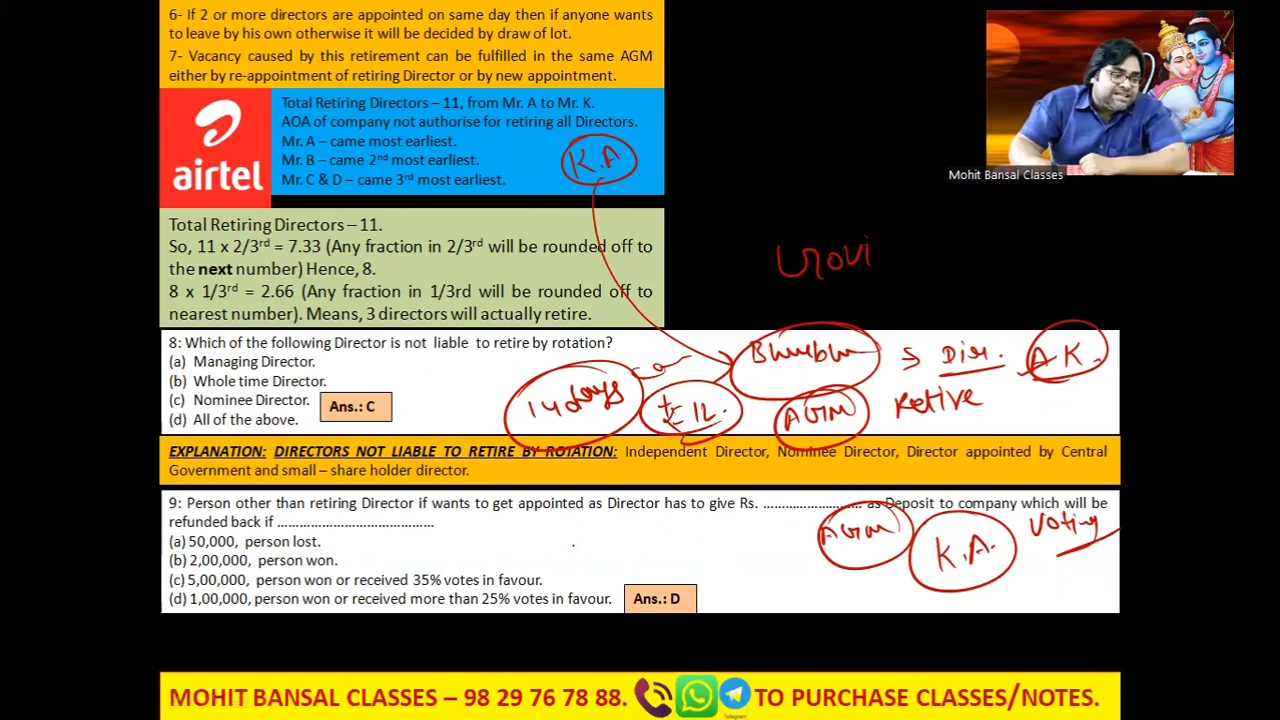 6- If 2 or more directors are appointed on same day then if anyone wants
to leave by his own otherwise it will be decided by draw of lot.
7- Vacancy caused by this retirement can be fulfilled in the same AGM
either by re-appointment of retiring Director or by new appointment.
airtel
Total Retiring Directors – 11, from Mr. A to Mr. K.
AOA of company not authorise for retiring all Directors.
Mr. A – came most earliest.
Mr. B – came 2nd most earliest.
Mr. C & D – came 3rd most earliest.
K.A
Mohit Bansal Classes
Total Retiring Directors – 11.
So, 11 x 2/3rd = 7.33 (Any fraction in 2/3rd will be rounded off to
the next number) Hence, 8.
8 x 1/3rd = 2.66 (Any fraction in 1/3rd will be rounded off to
nearest number). Means, 3 directors will actually retire.
8: Which of the following Director is not liable to retire by rotation?
(a) Managing Director.
(b) Whole time Director.
(c) Nominee Director.
(d) All of the above.
Ans.: C
14 days
₹ 1L.
5 Dir. AK.
AGM Retire
EXPLANATION: DIRECTORS NOT LIABLE TO RETIRE BY ROTATION: Independent Director, Nominee Director, Director appointed by Central
Government and small – share holder director.
9: Person other than retiring Director if wants to get appointed as Director has to give Rs. …………………… as Deposit to company which will be
refunded back if ……………………………………
(a) 50,000, person lost.
(b) 2,00,000, person won.
(c) 5,00,000, person won or received 35% votes in favour.
(d) 1,00,000, person won or received more than 25% votes in favour.
Ans.: D
AGM K.A. Voting
MOHIT BANSAL CLASSES – 98 29 76 78 88. TO PURCHASE CLASSES/NOTES.
Telegram